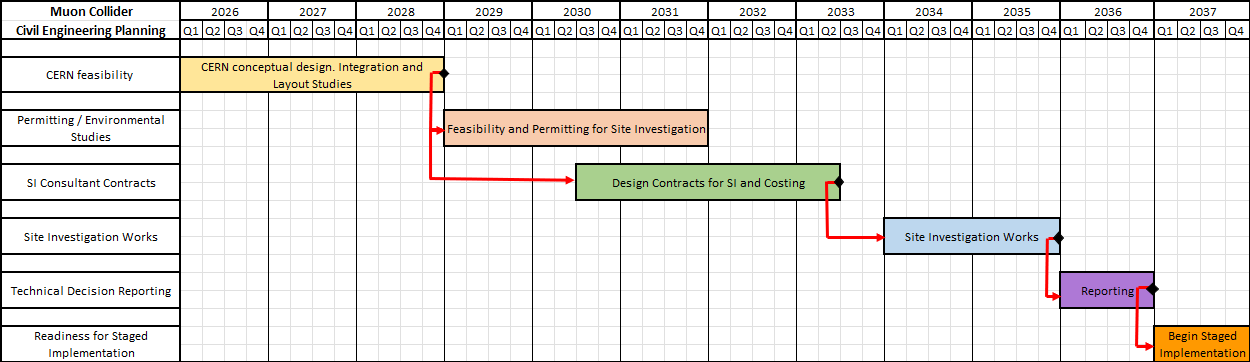 Muon Collider 2026 2027 2028 2029 2030 2031 2032 2033 2034 2035 2036 2037
Civil Engineering Planning Q1 Q2 Q3 Q4 Q1 Q2 Q3 Q4 Q1 Q2 Q3 Q4 Q1 Q2 Q3 Q4 Q1 Q2 Q3 Q4 Q1 Q2 Q3 Q4 Q1 Q2 Q3 Q4 Q1 Q2 Q3 Q4 Q1 Q2 Q3 Q4 Q1 Q2 Q3 Q4 Q1 Q2 Q3 Q4 Q1 Q2 Q3 Q4
CERN feasibility
CERN conceptual design. Integration and
Layout Studies
Permitting / Environmental
Studies
Feasibility and Permitting for Site Investigation
SI Consultant Contracts
Design Contracts for SI and Costing
Site Investigation Works
Site Investigation Works
Technical Decision Reporting
Reporting
Readiness for Staged
Implementation
Begin Staged
Implementation